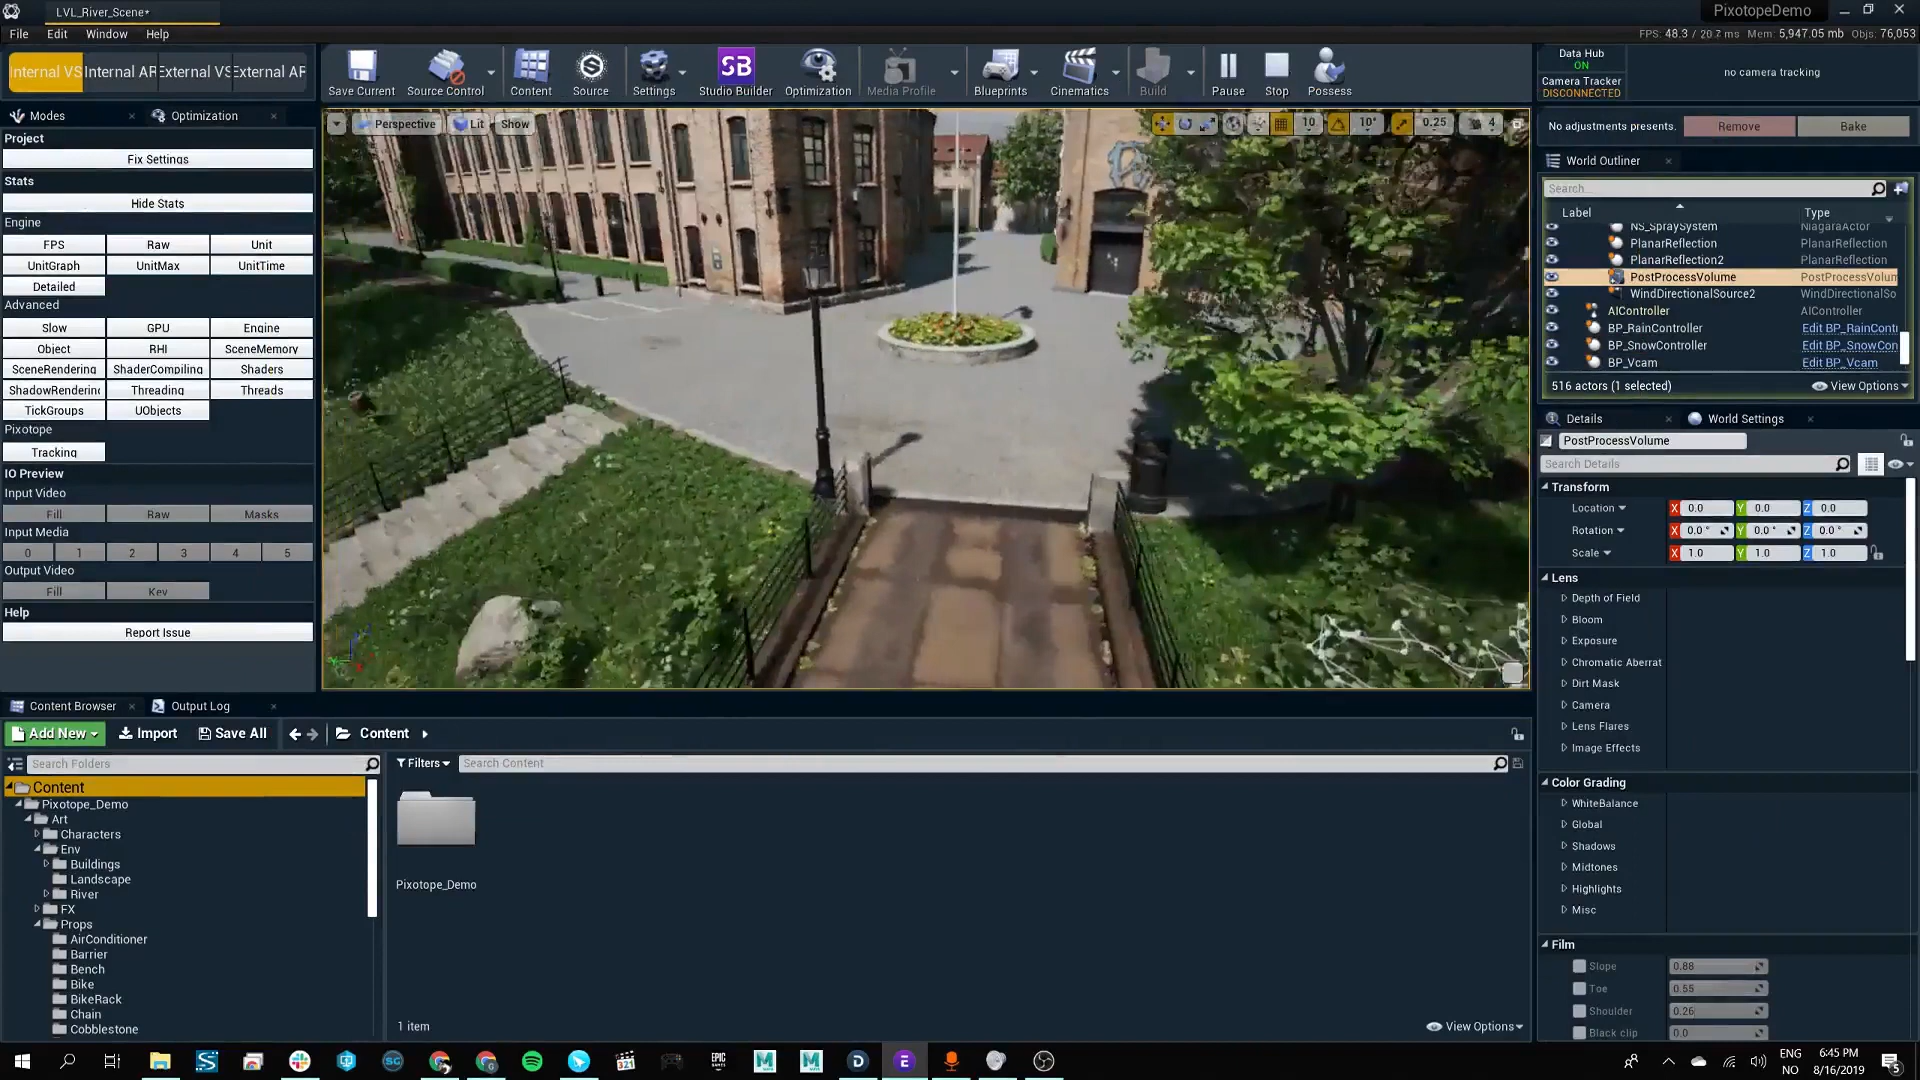 LVL_River_Scene*
PixotopeDemo
File Edit Window Help
FPS: 48.3 / 20.7 ms Mem: 5,947.05 mb Objs: 76,053
Internal VS Internal AR External VS External AR
Save Current
Source Control
Content
Source
Settings
SB
Studio Builder
Optimization
Media Profile
Blueprints
Cinematics
Build
Pause
Stop
Possess
Data Hub
ON
Camera Tracker
DISCONNECTED
no camera tracking
Modes
Optimization
Project
Fix Settings
Stats
Hide Stats
Engine
FPS Raw Unit
UnitGraph UnitMax UnitTime
Detailed
Advanced
Slow GPU Engine
Object RHI SceneMemory
SceneRendering ShaderCompiling Shaders
ShadowRendering Threading Threads
TickGroups UObjects
Pixotope
Tracking
IO Preview
Input Video
Fill Raw Masks
Input Media
0 1 2 3 4 5
Output Video
Fill Key
Help
Report Issue
Perspective Lit Show
10 10° 0.25 4
No adjustments presents. Remove Bake
World Outliner
Search...
Label Type
NS_SpraySystem NiagaraActor
PlanarReflection PlanarReflection
PlanarReflection2 PlanarReflection
PostProcessVolume PostProcessVolum
WindDirectionalSource2 WindDirectionalSo
AIController AIController
BP_RainController Edit BP_RainContr
BP_SnowController Edit BP_SnowCon
BP_Vcam Edit BP_Vcam
516 actors (1 selected) View Options
Details World Settings
PostProcessVolume
Search Details
Transform
Location X 0.0 Y 0.0 Z 0.0
Rotation X 0.0 ° Y 0.0 ° Z 0.0 °
Scale X 1.0 Y 1.0 Z 1.0
Lens
Depth of Field
Bloom
Exposure
Chromatic Aberrat
Dirt Mask
Camera
Lens Flares
Image Effects
Color Grading
WhiteBalance
Global
Shadows
Midtones
Highlights
Misc
Film
Slope 0.88
Toe 0.55
Shoulder 0.26
Black clip 0.0
Content Browser Output Log
Add New Import Save All Content
Search Folders
Filters Search Content
Content
Pixotope_Demo
Art
Characters
Env
Buildings
Landscape
River
FX
Props
AirConditioner
Barrier
Bench
Bike
BikeRack
Chain
Cobblestone
Pixotope_Demo
1 item View Options
S SG 321 EPIC GAMES M M D E
ENG
NO
6:45 PM
8/16/2019
5